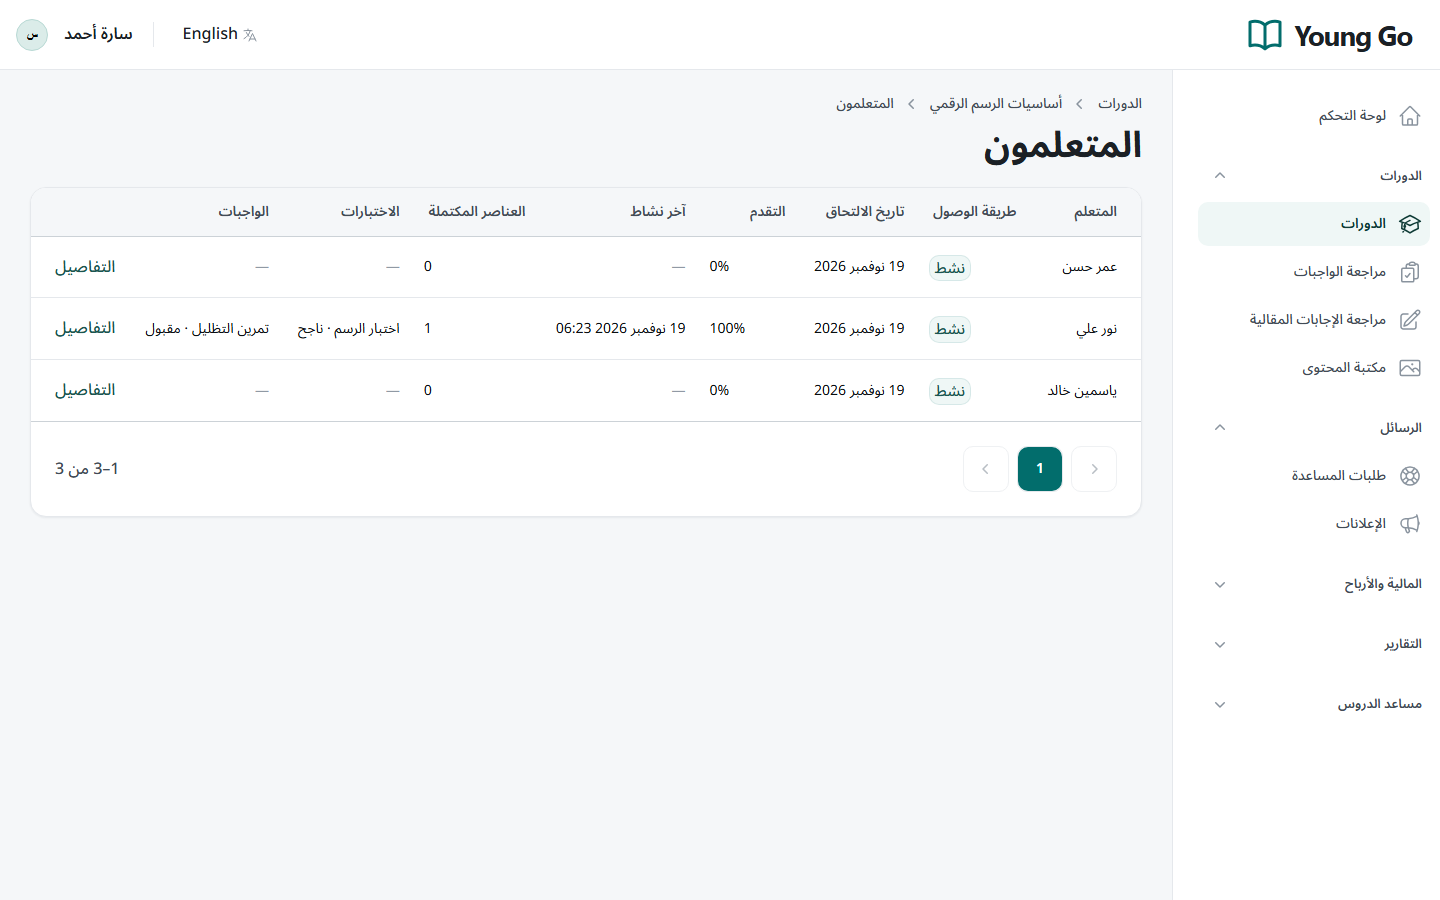 Young Go
English
سارة أحمد
س
لوحة التحكم
الدورات
الدورات
مراجعة الواجبات
مراجعة الإجابات المقالية
مكتبة المحتوى
الرسائل
طلبات المساعدة
الإعلانات
المالية والأرباح
التقارير
مساعد الدروس
الدورات > أساسيات الرسم الرقمي > المتعلمون
المتعلمون
المتعلم طريقة الوصول تاريخ الالتحاق التقدم آخر نشاط العناصر المكتملة الاختبارات الواجبات
عمر حسن نشط 19 نوفمبر 2026 0% — 0 — — التفاصيل
نور علي نشط 19 نوفمبر 2026 100% 19 نوفمبر 2026 06:23 1 اختبار الرسم · ناجح تمرين التظليل · مقبول التفاصيل
ياسمين خالد نشط 19 نوفمبر 2026 0% — 0 — — التفاصيل
1
1–3 من 3